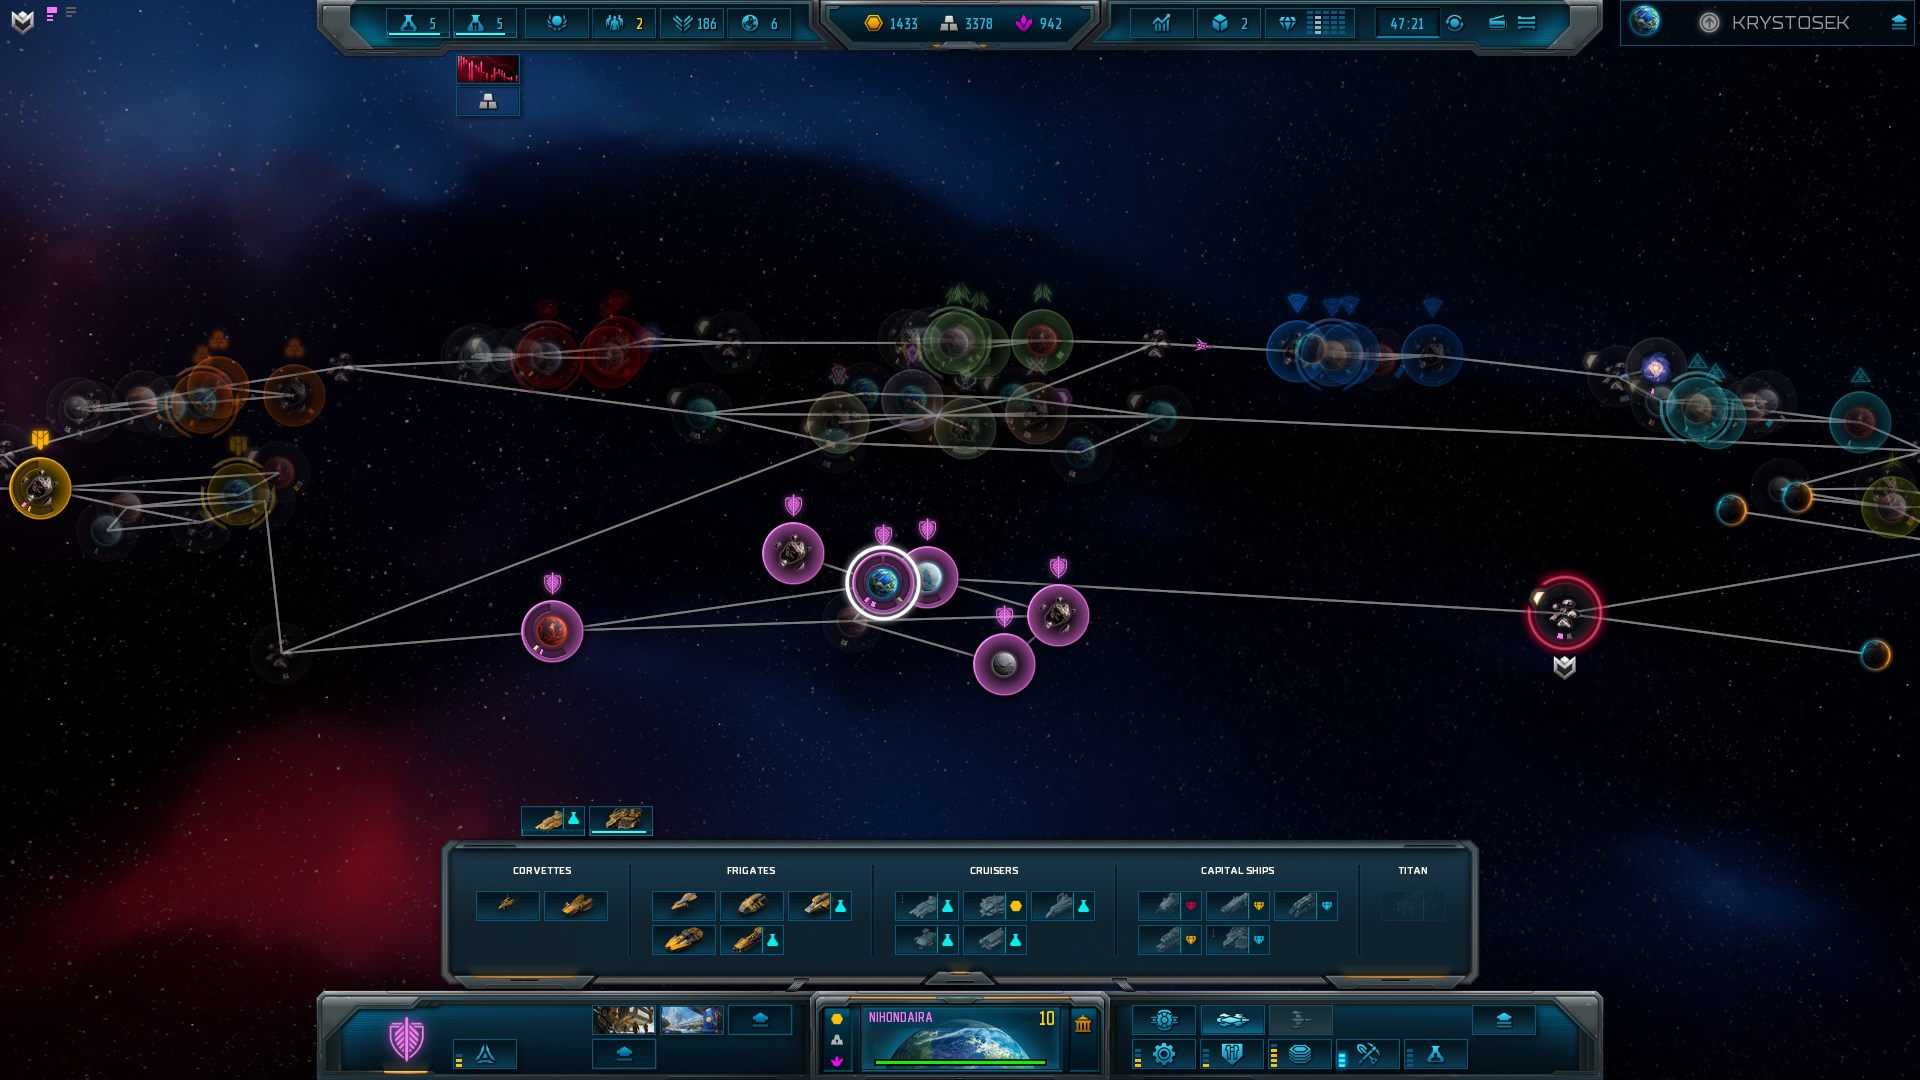 5
5
2
186
6
1433
3378
942
2
47:21
KRYSTOSEK
CORVETTES
FRIGATES
CRUISERS
CAPITAL SHIPS
TITAN
NIHONDAIRA
10